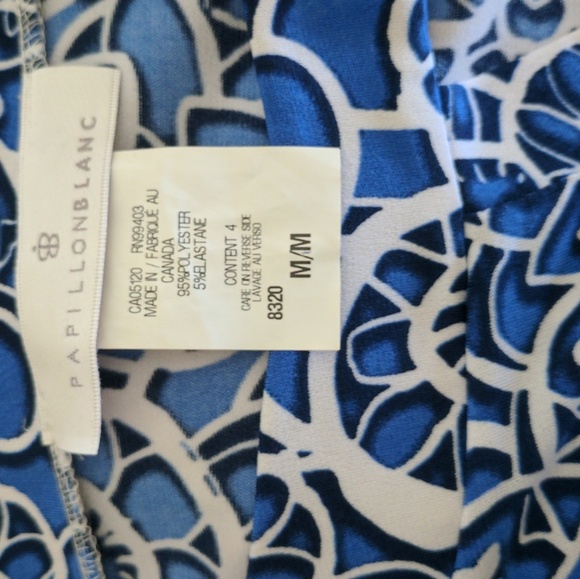 PAPILLONBLANC
CA05120 RN99403
MADE IN / FABRIQUÉ AU
CANADA
95%POLYESTER
5%ELASTANE
CONTENT 4
CARE ON REVERSE SIDE
LAVAGE AU VERSO
8320 M/M